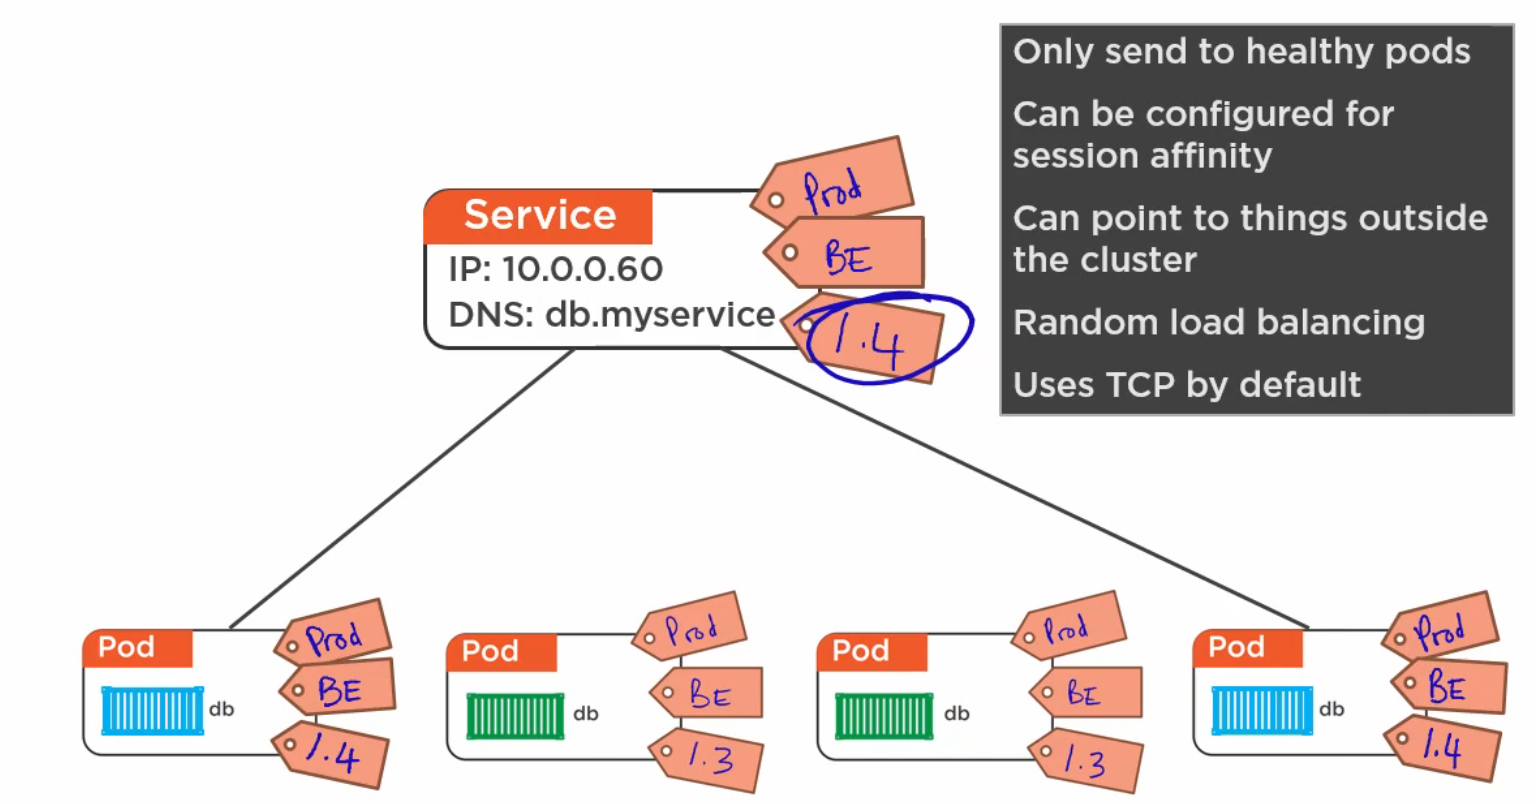 Only send to healthy pods
Can be configured for
session affinity
Can point to things outside
the cluster
Random load balancing
Uses TCP by default
Service
IP: 10.0.0.60
DNS: db.myservice
Prod
BE
1.4
Pod
db
Prod
BE
1.4
Pod
db
Prod
BE
1.3
Pod
db
Prod
BE
1.3
Pod
db
Prod
BE
1.4